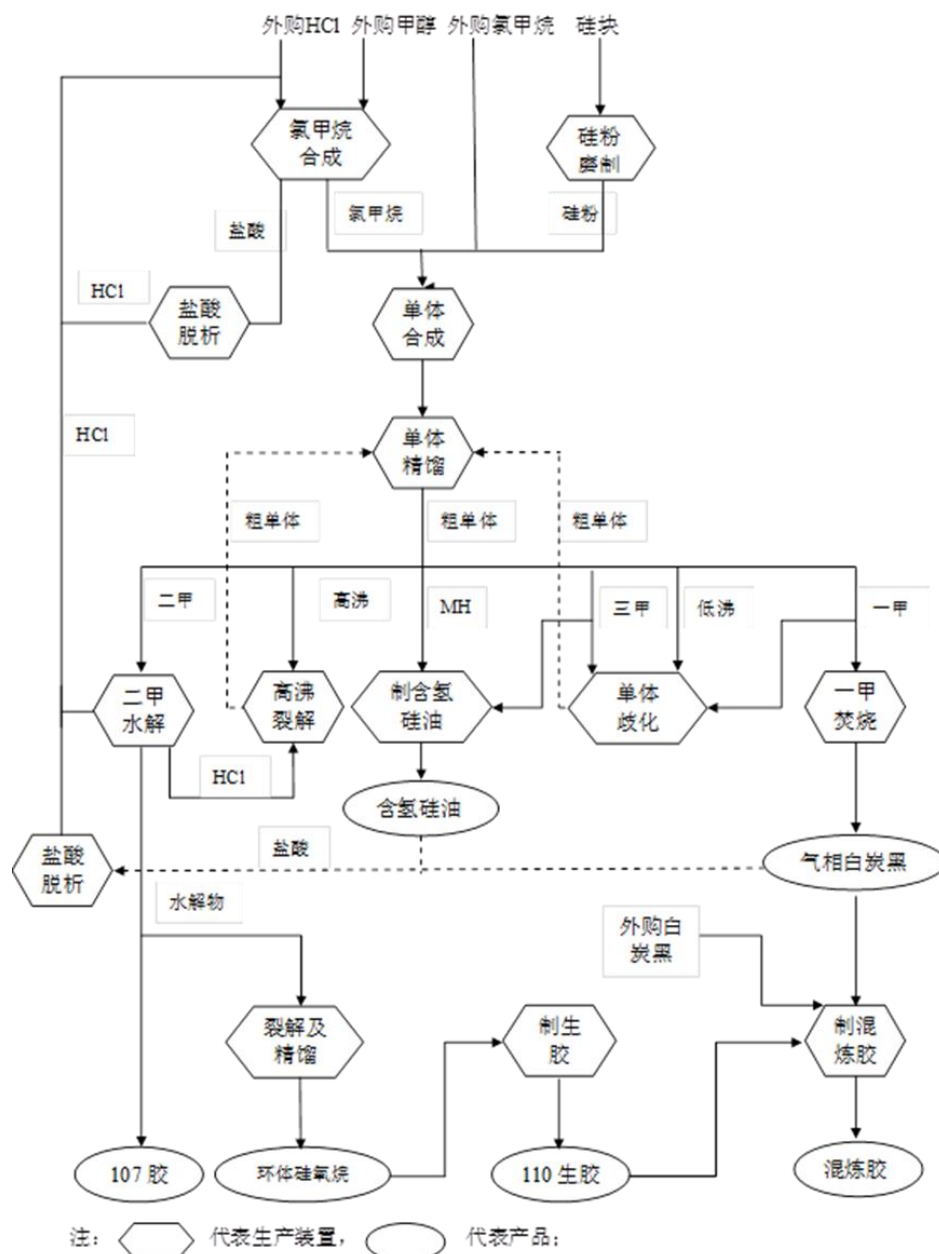 外购HCl 外购甲醇 外购氯甲烷 硅块
氯甲烷
合成
硅粉
磨制
盐酸
氯甲烷
硅粉
HCl
盐酸
脱析
单体
合成
HCl
单体
精馏
粗单体
粗单体
粗单体
二甲
高沸
MH
三甲
低沸
一甲
二甲
水解
高沸
裂解
制含氢
硅油
单体
歧化
一甲
焚烧
HCl
含氢硅油
盐酸
脱析
盐酸
气相白炭黑
水解物
外购白
炭黑
裂解及
精馏
制生
胶
制混
炼胶
107 胶
环体硅氧烷
110 生胶
混炼胶
注： 代表生产装置， 代表产品；